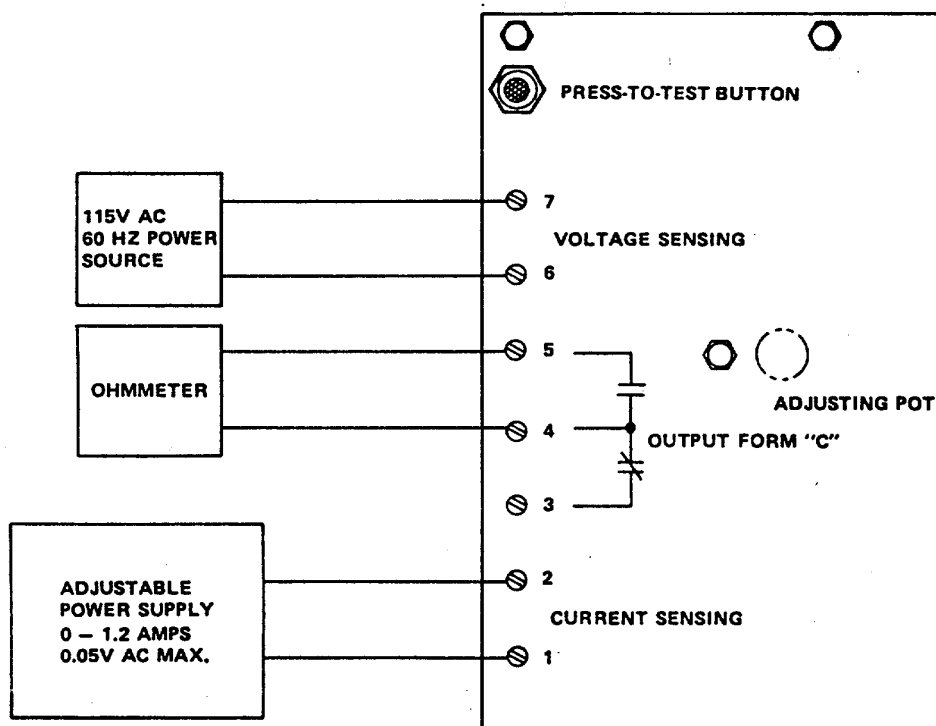 PRESS-TO-TEST BUTTON
115V AC
60 HZ POWER
SOURCE
7
VOLTAGE SENSING
6
OHMMETER
5
ADJUSTING POT
4
OUTPUT FORM "C"
3
ADJUSTABLE
POWER SUPPLY
0 – 1.2 AMPS
0.05V AC MAX.
2
CURRENT SENSING
1